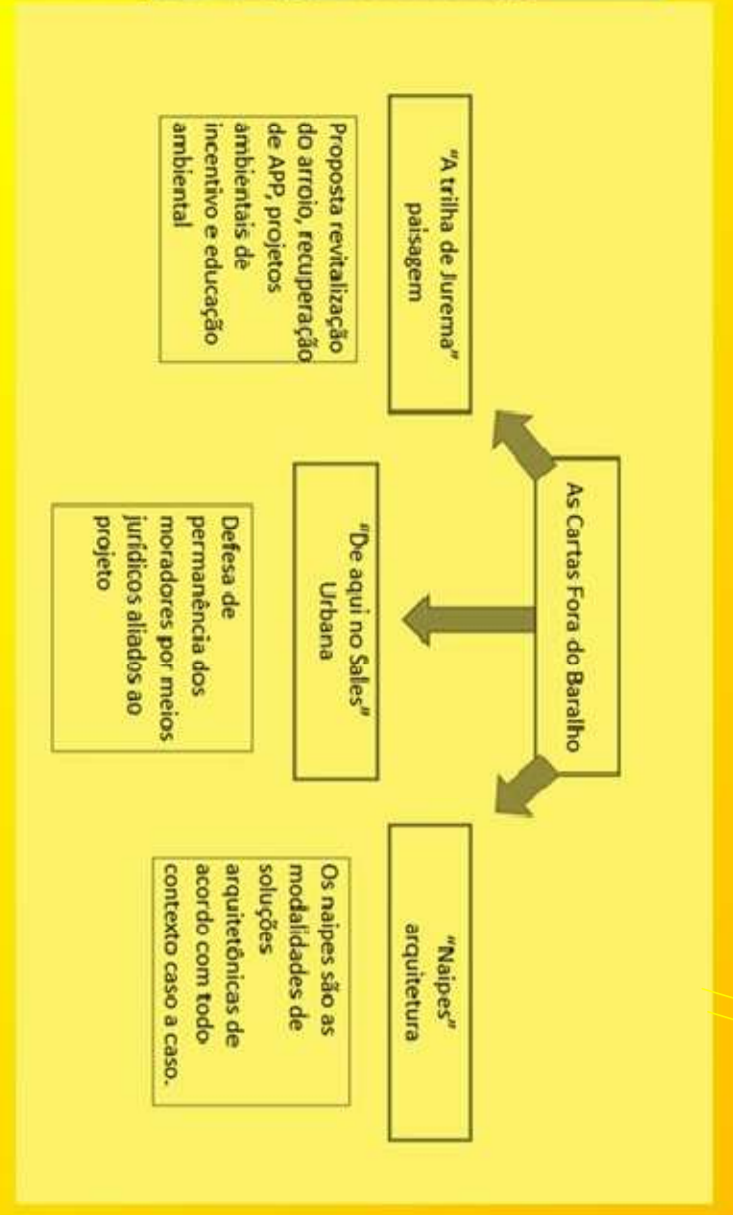 As Cartas Fora do Baralho
"A trilha de Jurema"
paisagem
Proposta revitalização
do arroio, recuperação
de APP, projetos
ambientais de
incentivo e educação
ambiental
"De aqui no Sales"
Urbana
Defesa de
permanência dos
moradores por meios
jurídicos aliados ao
projeto
"Naipes"
arquitetura
Os naipes são as
modalidades de
soluções
arquitetônicas de
acordo com todo
contexto caso a caso.